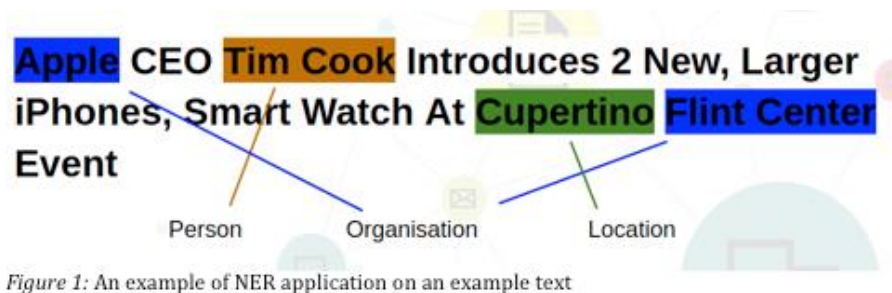 Apple CEO Tim Cook Introduces 2 New, Larger
iPhones, Smart Watch At Cupertino Flint Center
Event
Person Organisation Location
Figure 1: An example of NER application on an example text